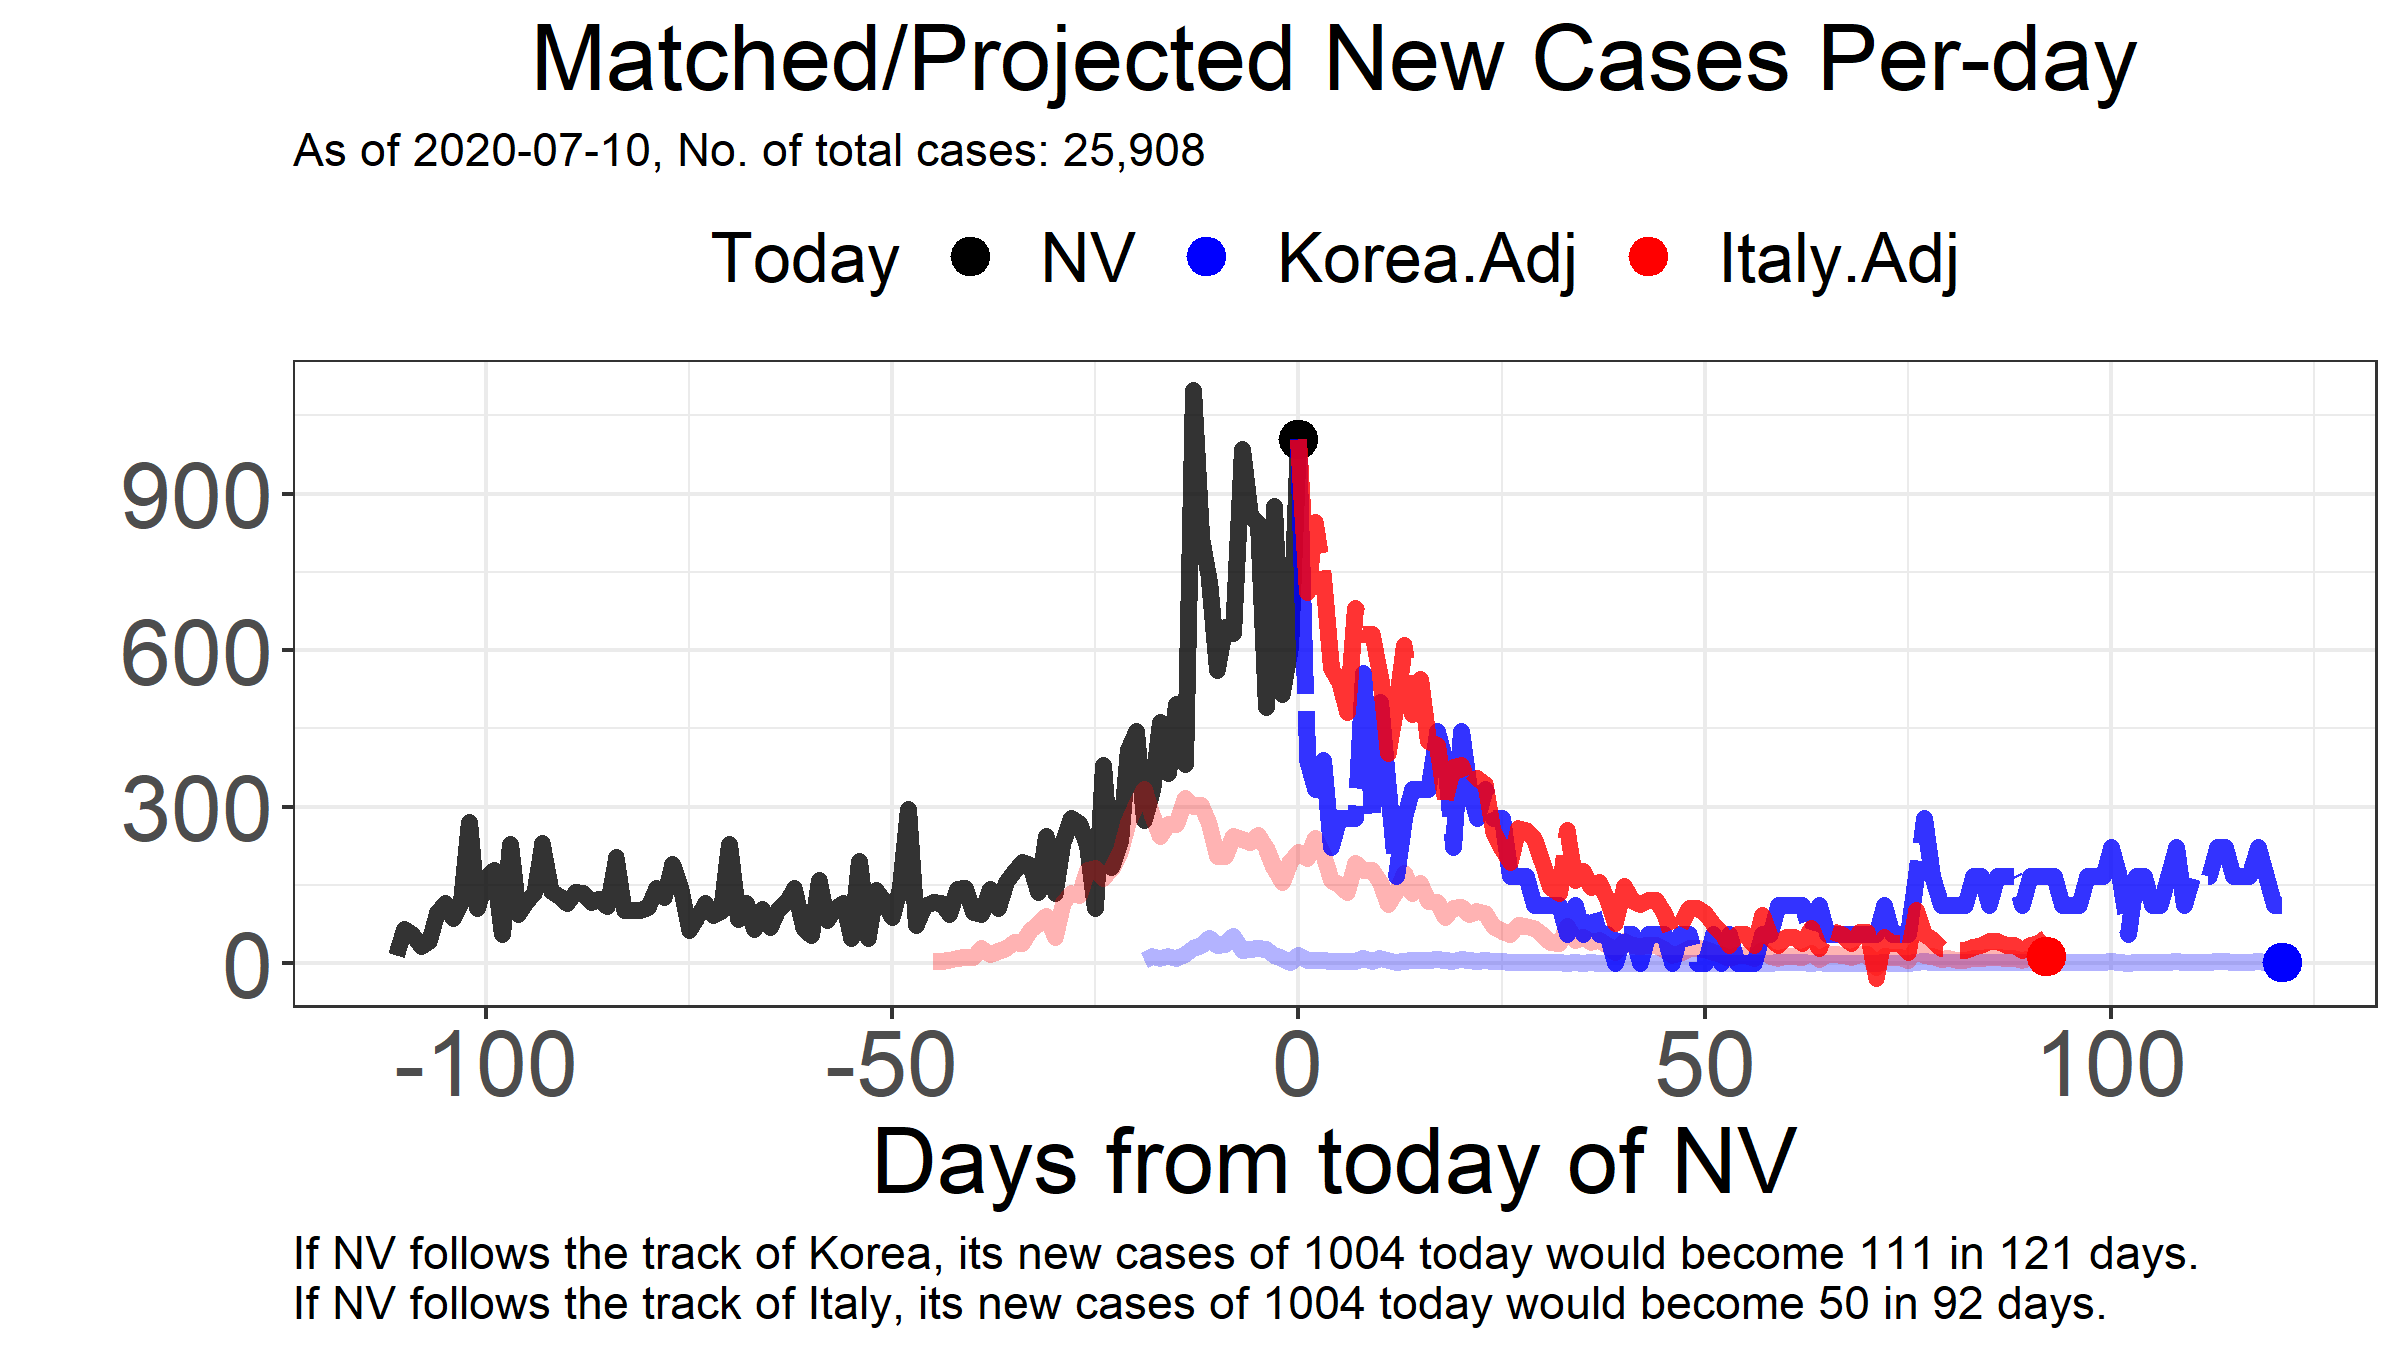 Matched/Projected New Cases Per-day
As of 2020-07-10, No. of total cases: 25,908
Today NV Korea.Adj Italy.Adj
900
600
300
0
-100 -50 0 50 100
Days from today of NV
If NV follows the track of Korea, its new cases of 1004 today would become 111 in 121 days.
If NV follows the track of Italy, its new cases of 1004 today would become 50 in 92 days.